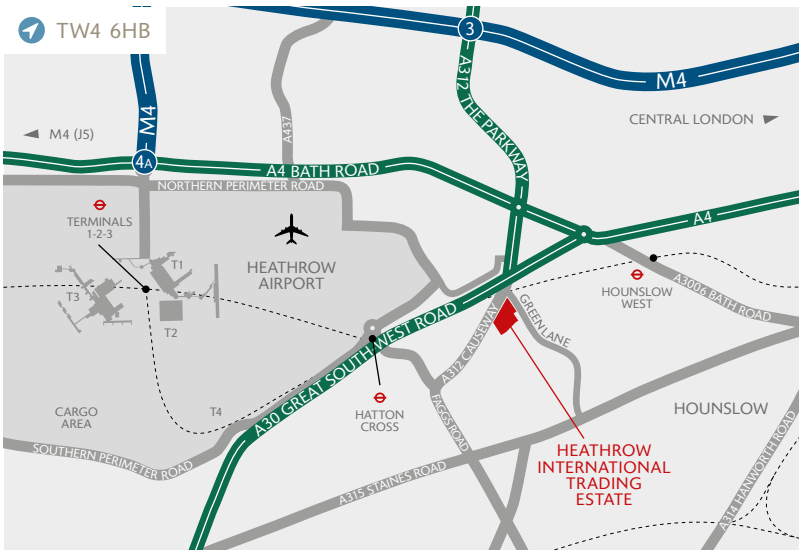 TW4 6HB
3
M4
M4
A312 THE PARKWAY
A437
CENTRAL LONDON
M4 (J5)
4A
A4 BATH ROAD
NORTHERN PERIMETER ROAD
TERMINALS
1-2-3
A4
HEATHROW
AIRPORT
T1
T3
T2
HOUNSLOW
WEST
A3006 BATH ROAD
GREEN LANE
A312 CAUSEWAY
A30 GREAT SOUTH WEST ROAD
HATTON
CROSS
CARGO
AREA
T4
FAGGS ROAD
HOUNSLOW
SOUTHERN PERIMETER ROAD
A315 STAINES ROAD
HEATHROW
INTERNATIONAL
TRADING
ESTATE
A314 HANWORTH ROAD